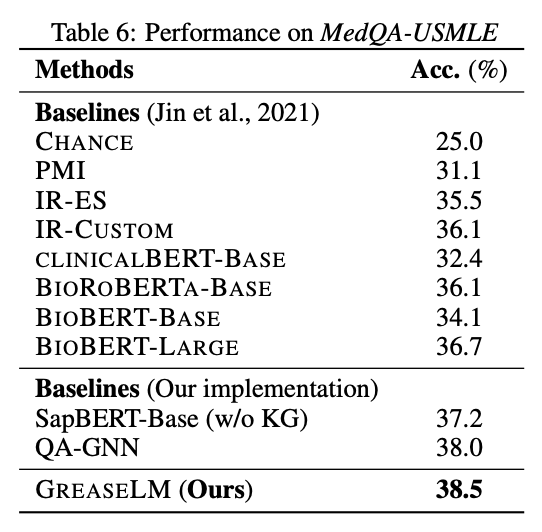 Table 6: Performance on MedQA-USMLE
Methods Acc. (%)
Baselines (Jin et al., 2021)
CHANCE 25.0
PMI 31.1
IR-ES 35.5
IR-CUSTOM 36.1
CLINICALBERT-BASE 32.4
BIOROBERTA-BASE 36.1
BIOBERT-BASE 34.1
BIOBERT-LARGE 36.7
Baselines (Our implementation)
SapBERT-Base (w/o KG) 37.2
QA-GNN 38.0
GREASELM (Ours) 38.5